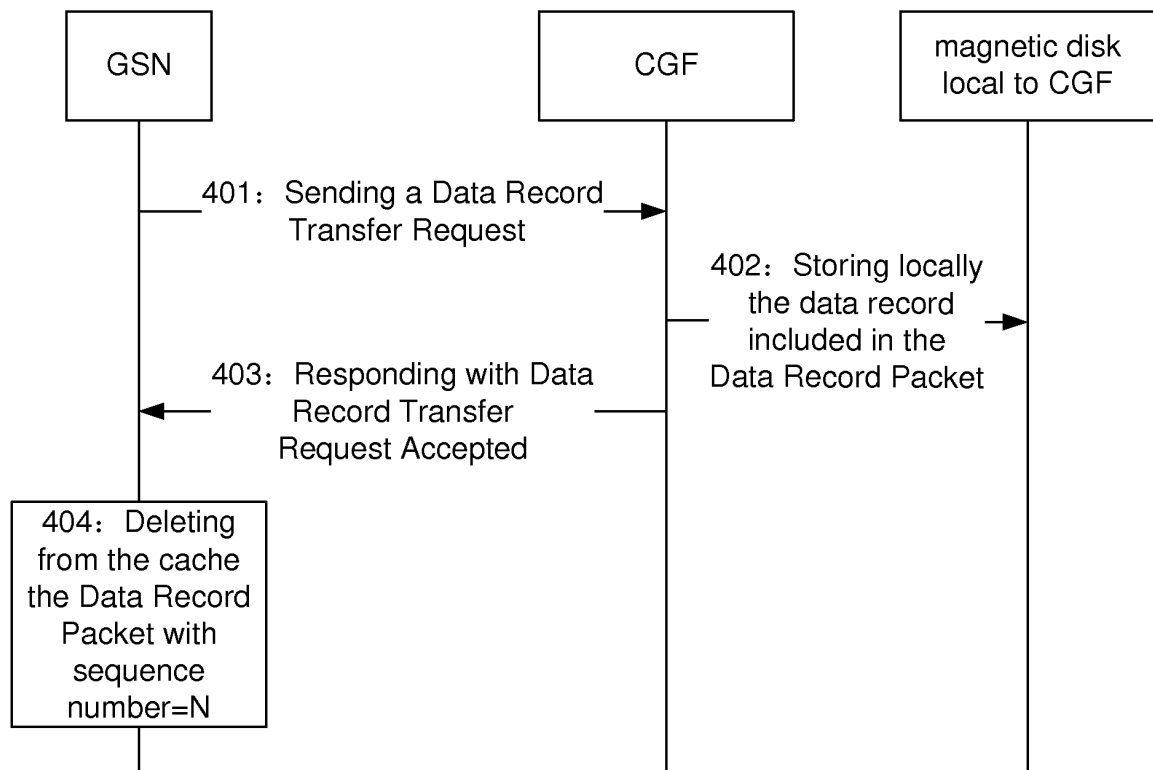 GSN
CGF
magnetic disk
local to CGF
401：Sending a Data Record
Transfer Request
402：Storing locally
the data record
included in the
Data Record Packet
403：Responding with Data
Record Transfer
Request Accepted
404：Deleting
from the cache
the Data Record
Packet with
sequence
number=N